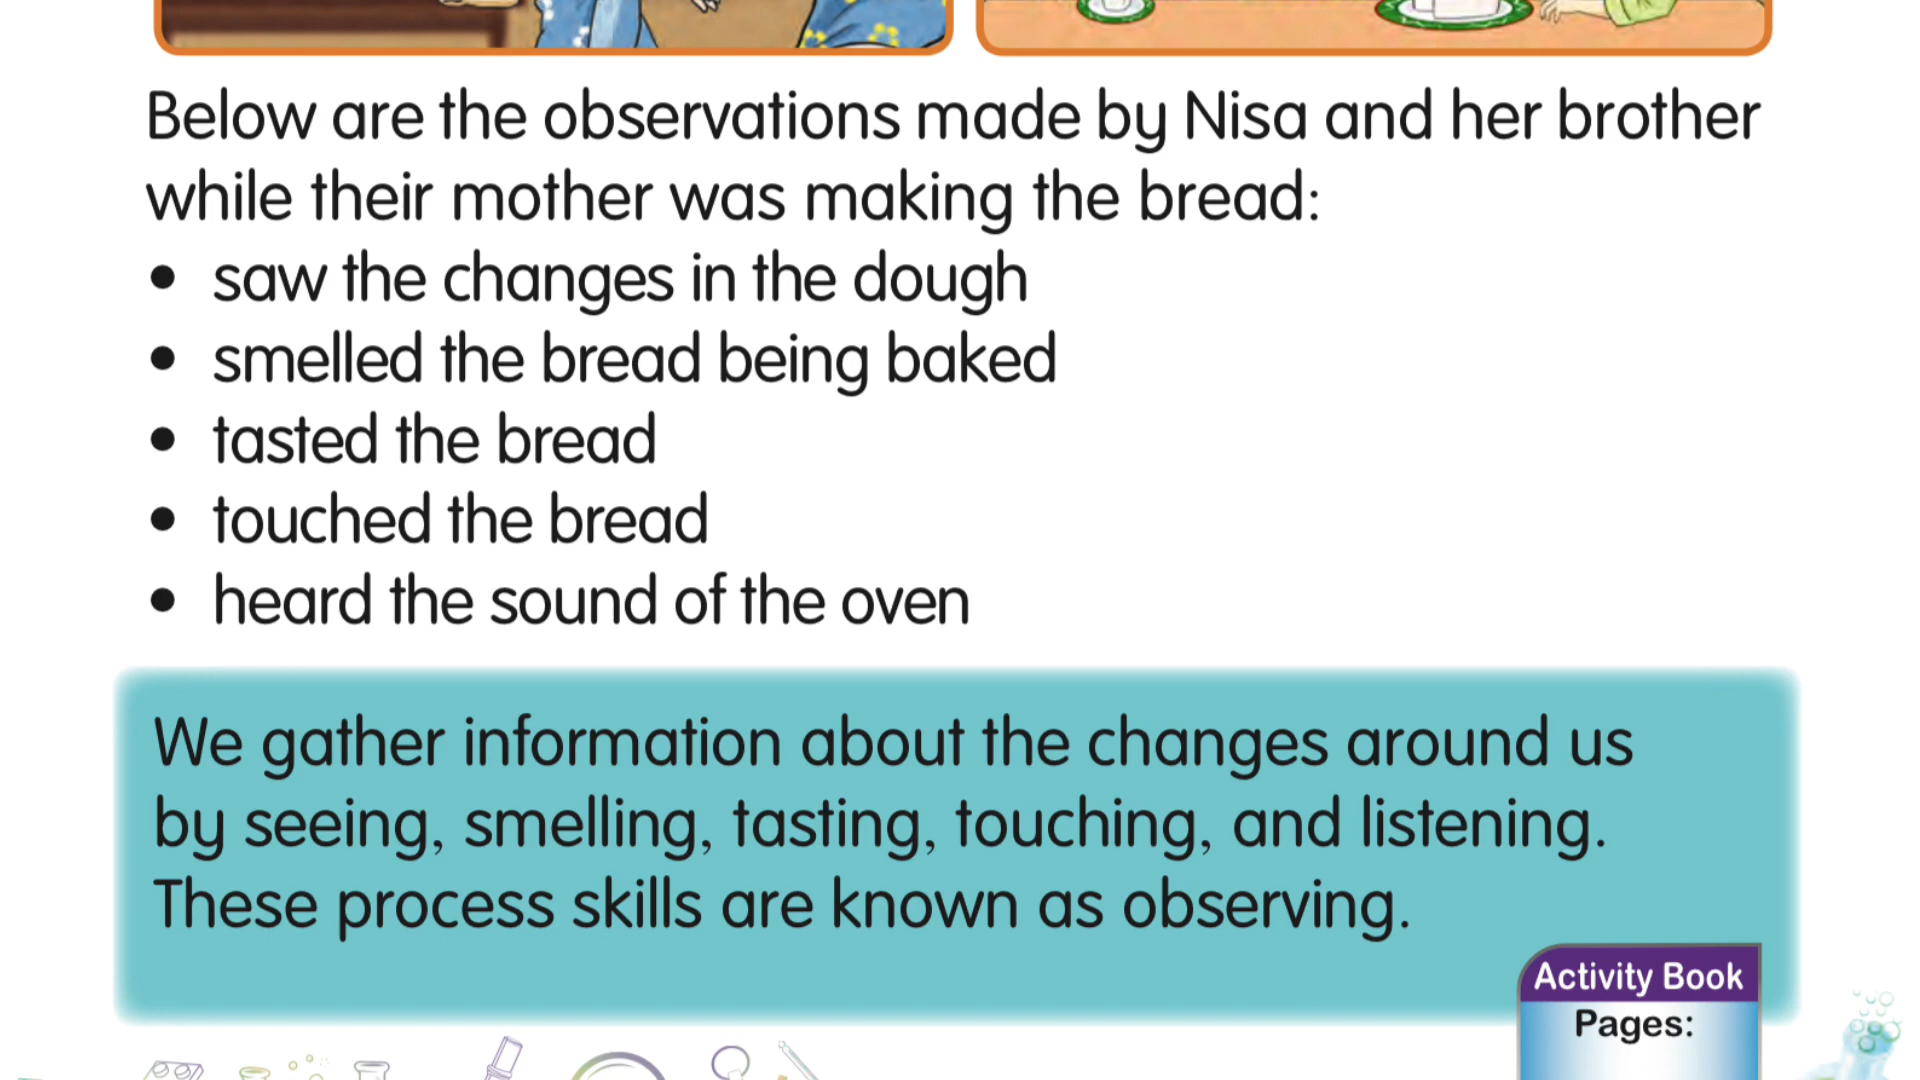 Below are the observations made by Nisa and her brother
while their mother was making the bread:
• saw the changes in the dough
• smelled the bread being baked
• tasted the bread
• touched the bread
• heard the sound of the oven
We gather information about the changes around us
by seeing, smelling, tasting, touching, and listening.
These process skills are known as observing.
Activity Book
Pages: